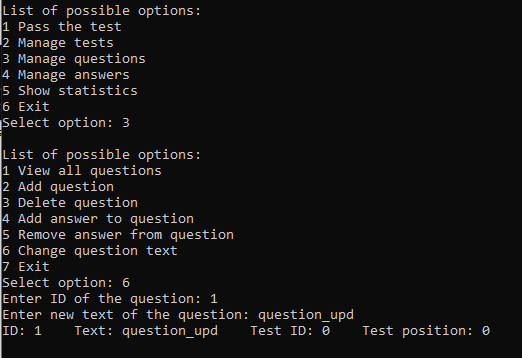 List of possible options:
1 Pass the test
2 Manage tests
3 Manage questions
4 Manage answers
5 Show statistics
6 Exit
Select option: 3
List of possible options:
1 View all questions
2 Add question
3 Delete question
4 Add answer to question
5 Remove answer from question
6 Change question text
7 Exit
Select option: 6
Enter ID of the question: 1
Enter new text of the question: question_upd
ID: 1    Text: question_upd    Test ID: 0    Test position: 0